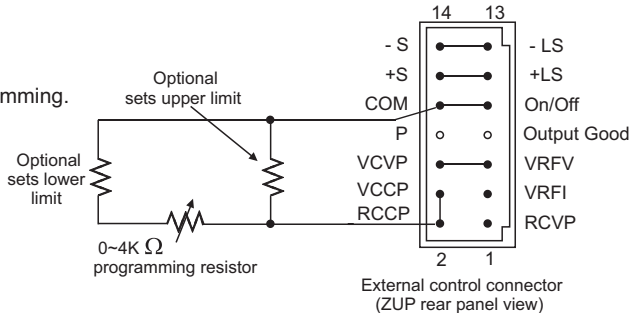 mming.
Optional
sets upper limit
Optional
sets lower
limit
0~4K Ω
programming resistor
14 13
- S - LS
+S +LS
COM On/Off
P Output Good
VCVP VRFV
VCCP VRFI
RCCP RCVP
2 1
External control connector
(ZUP rear panel view)